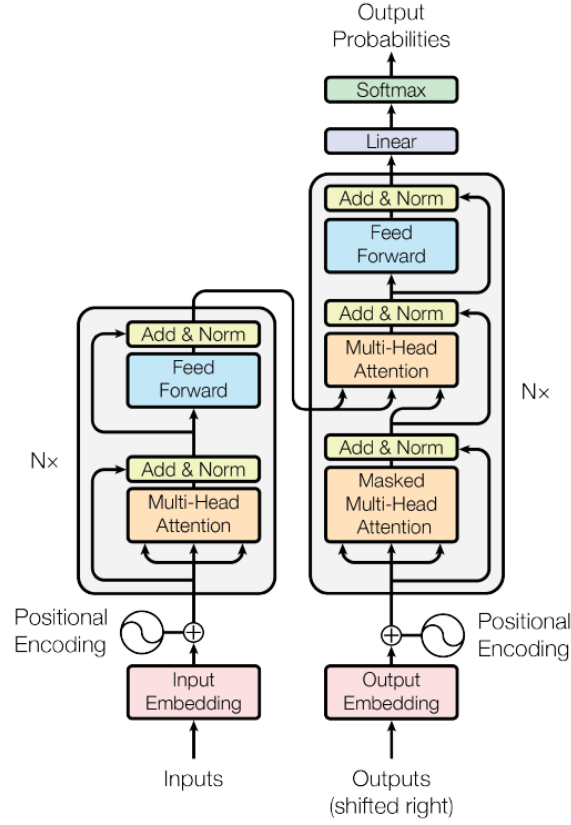 Output
Probabilities
Softmax
Linear
Add & Norm
Feed
Forward
Add & Norm
Multi-Head
Attention
Add & Norm
Masked
Multi-Head
Attention
Nx
Add & Norm
Feed
Forward
Add & Norm
Multi-Head
Attention
Nx
Positional
Encoding
Positional
Encoding
Input
Embedding
Output
Embedding
Inputs
Outputs
(shifted right)